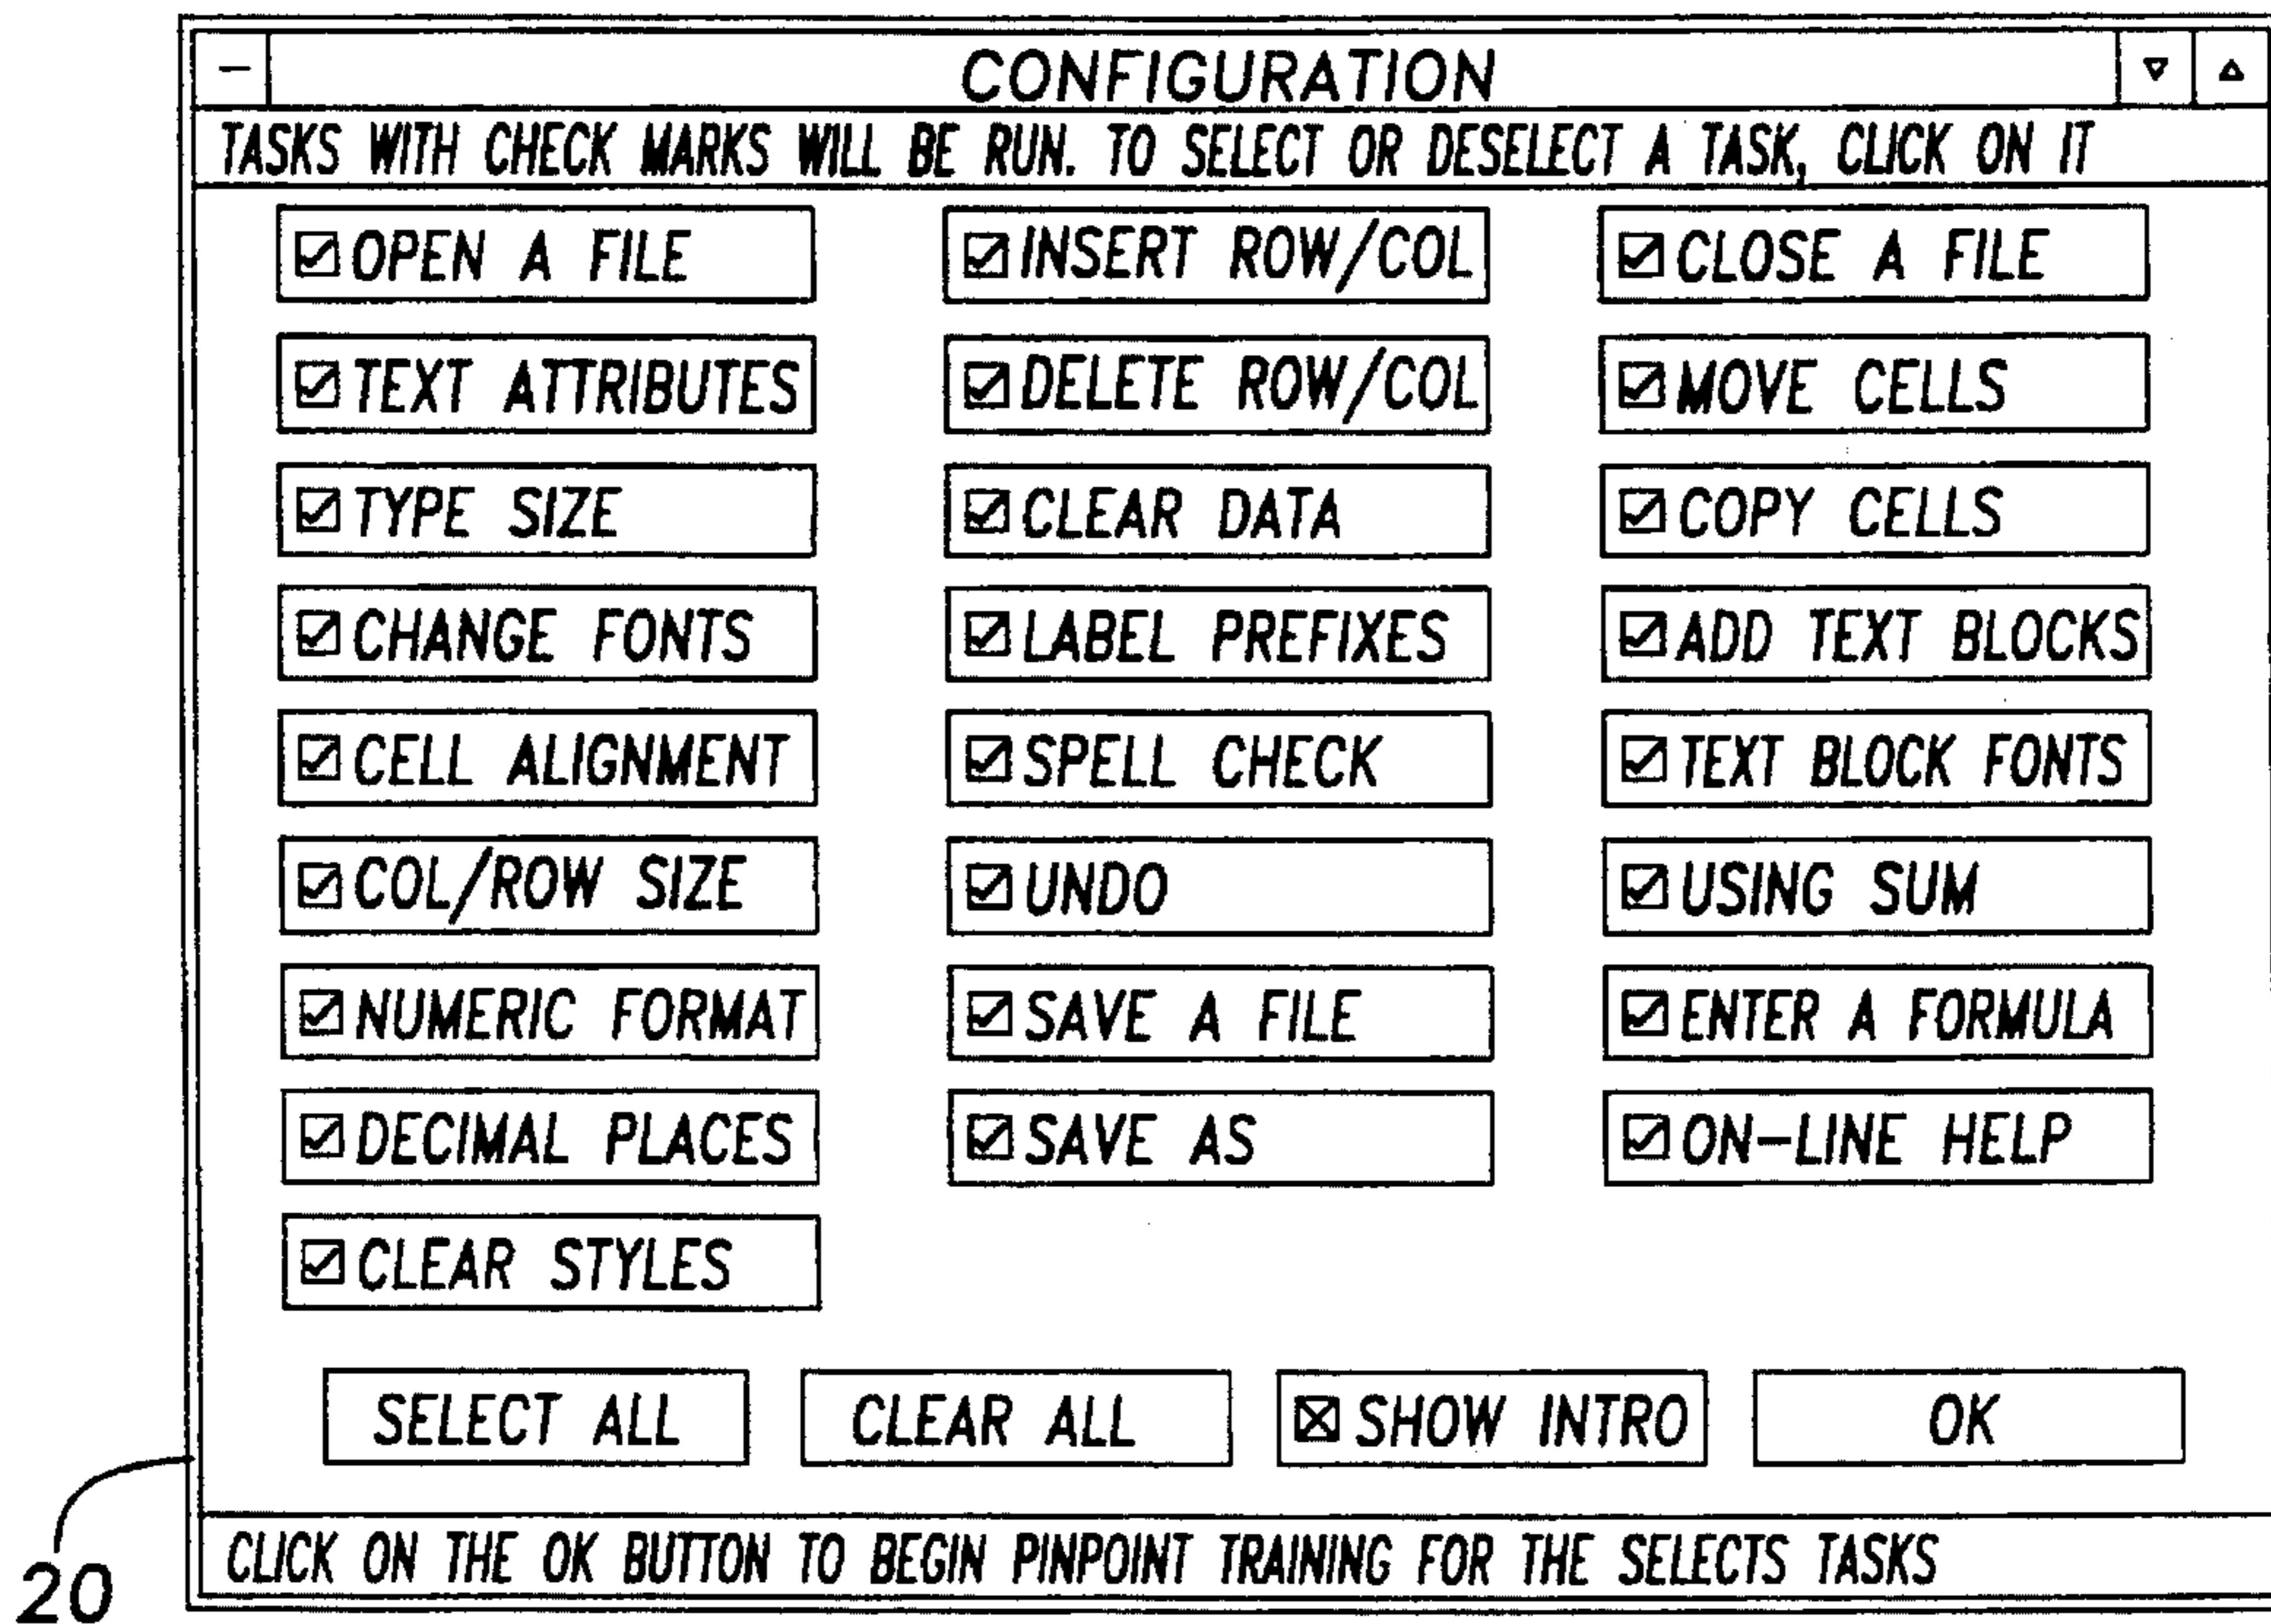 CONFIGURATION
TASKS WITH CHECK MARKS WILL BE RUN. TO SELECT OR DESELECT A TASK, CLICK ON IT
OPEN A FILE INSERT ROW/COL CLOSE A FILE
TEXT ATTRIBUTES DELETE ROW/COL MOVE CELLS
TYPE SIZE CLEAR DATA COPY CELLS
CHANGE FONTS LABEL PREFIXES ADD TEXT BLOCKS
CELL ALIGNMENT SPELL CHECK TEXT BLOCK FONTS
COL/ROW SIZE UNDO USING SUM
NUMERIC FORMAT SAVE A FILE ENTER A FORMULA
DECIMAL PLACES SAVE AS ON-LINE HELP
CLEAR STYLES
SELECT ALL CLEAR ALL SHOW INTRO OK
CLICK ON THE OK BUTTON TO BEGIN PINPOINT TRAINING FOR THE SELECTS TASKS
20